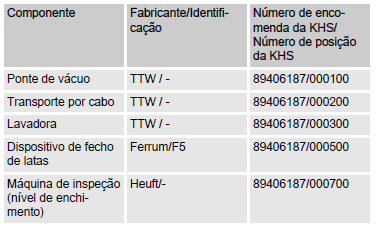 Componente Fabricante/Identifi- Número de enco-
cação menda da KHS/
Número de posição
da KHS
Ponte de vácuo TTW / - 89406187/000100
Transporte por cabo TTW / - 89406187/000200
Lavadora TTW / - 89406187/000300
Dispositivo de fecho Ferrum/F5 89406187/000500
de latas
Máquina de inspeção Heuft/- 89406187/000700
(nível de enchi-
mento)